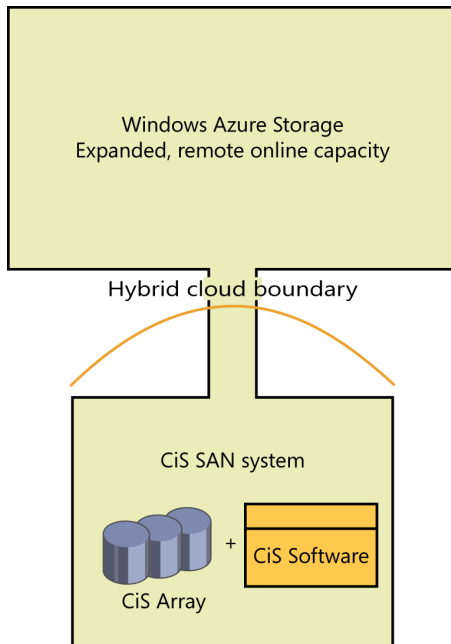 Windows Azure Storage
Expanded, remote online capacity
Hybrid cloud boundary
CiS SAN system
+
CiS Software
CiS Array